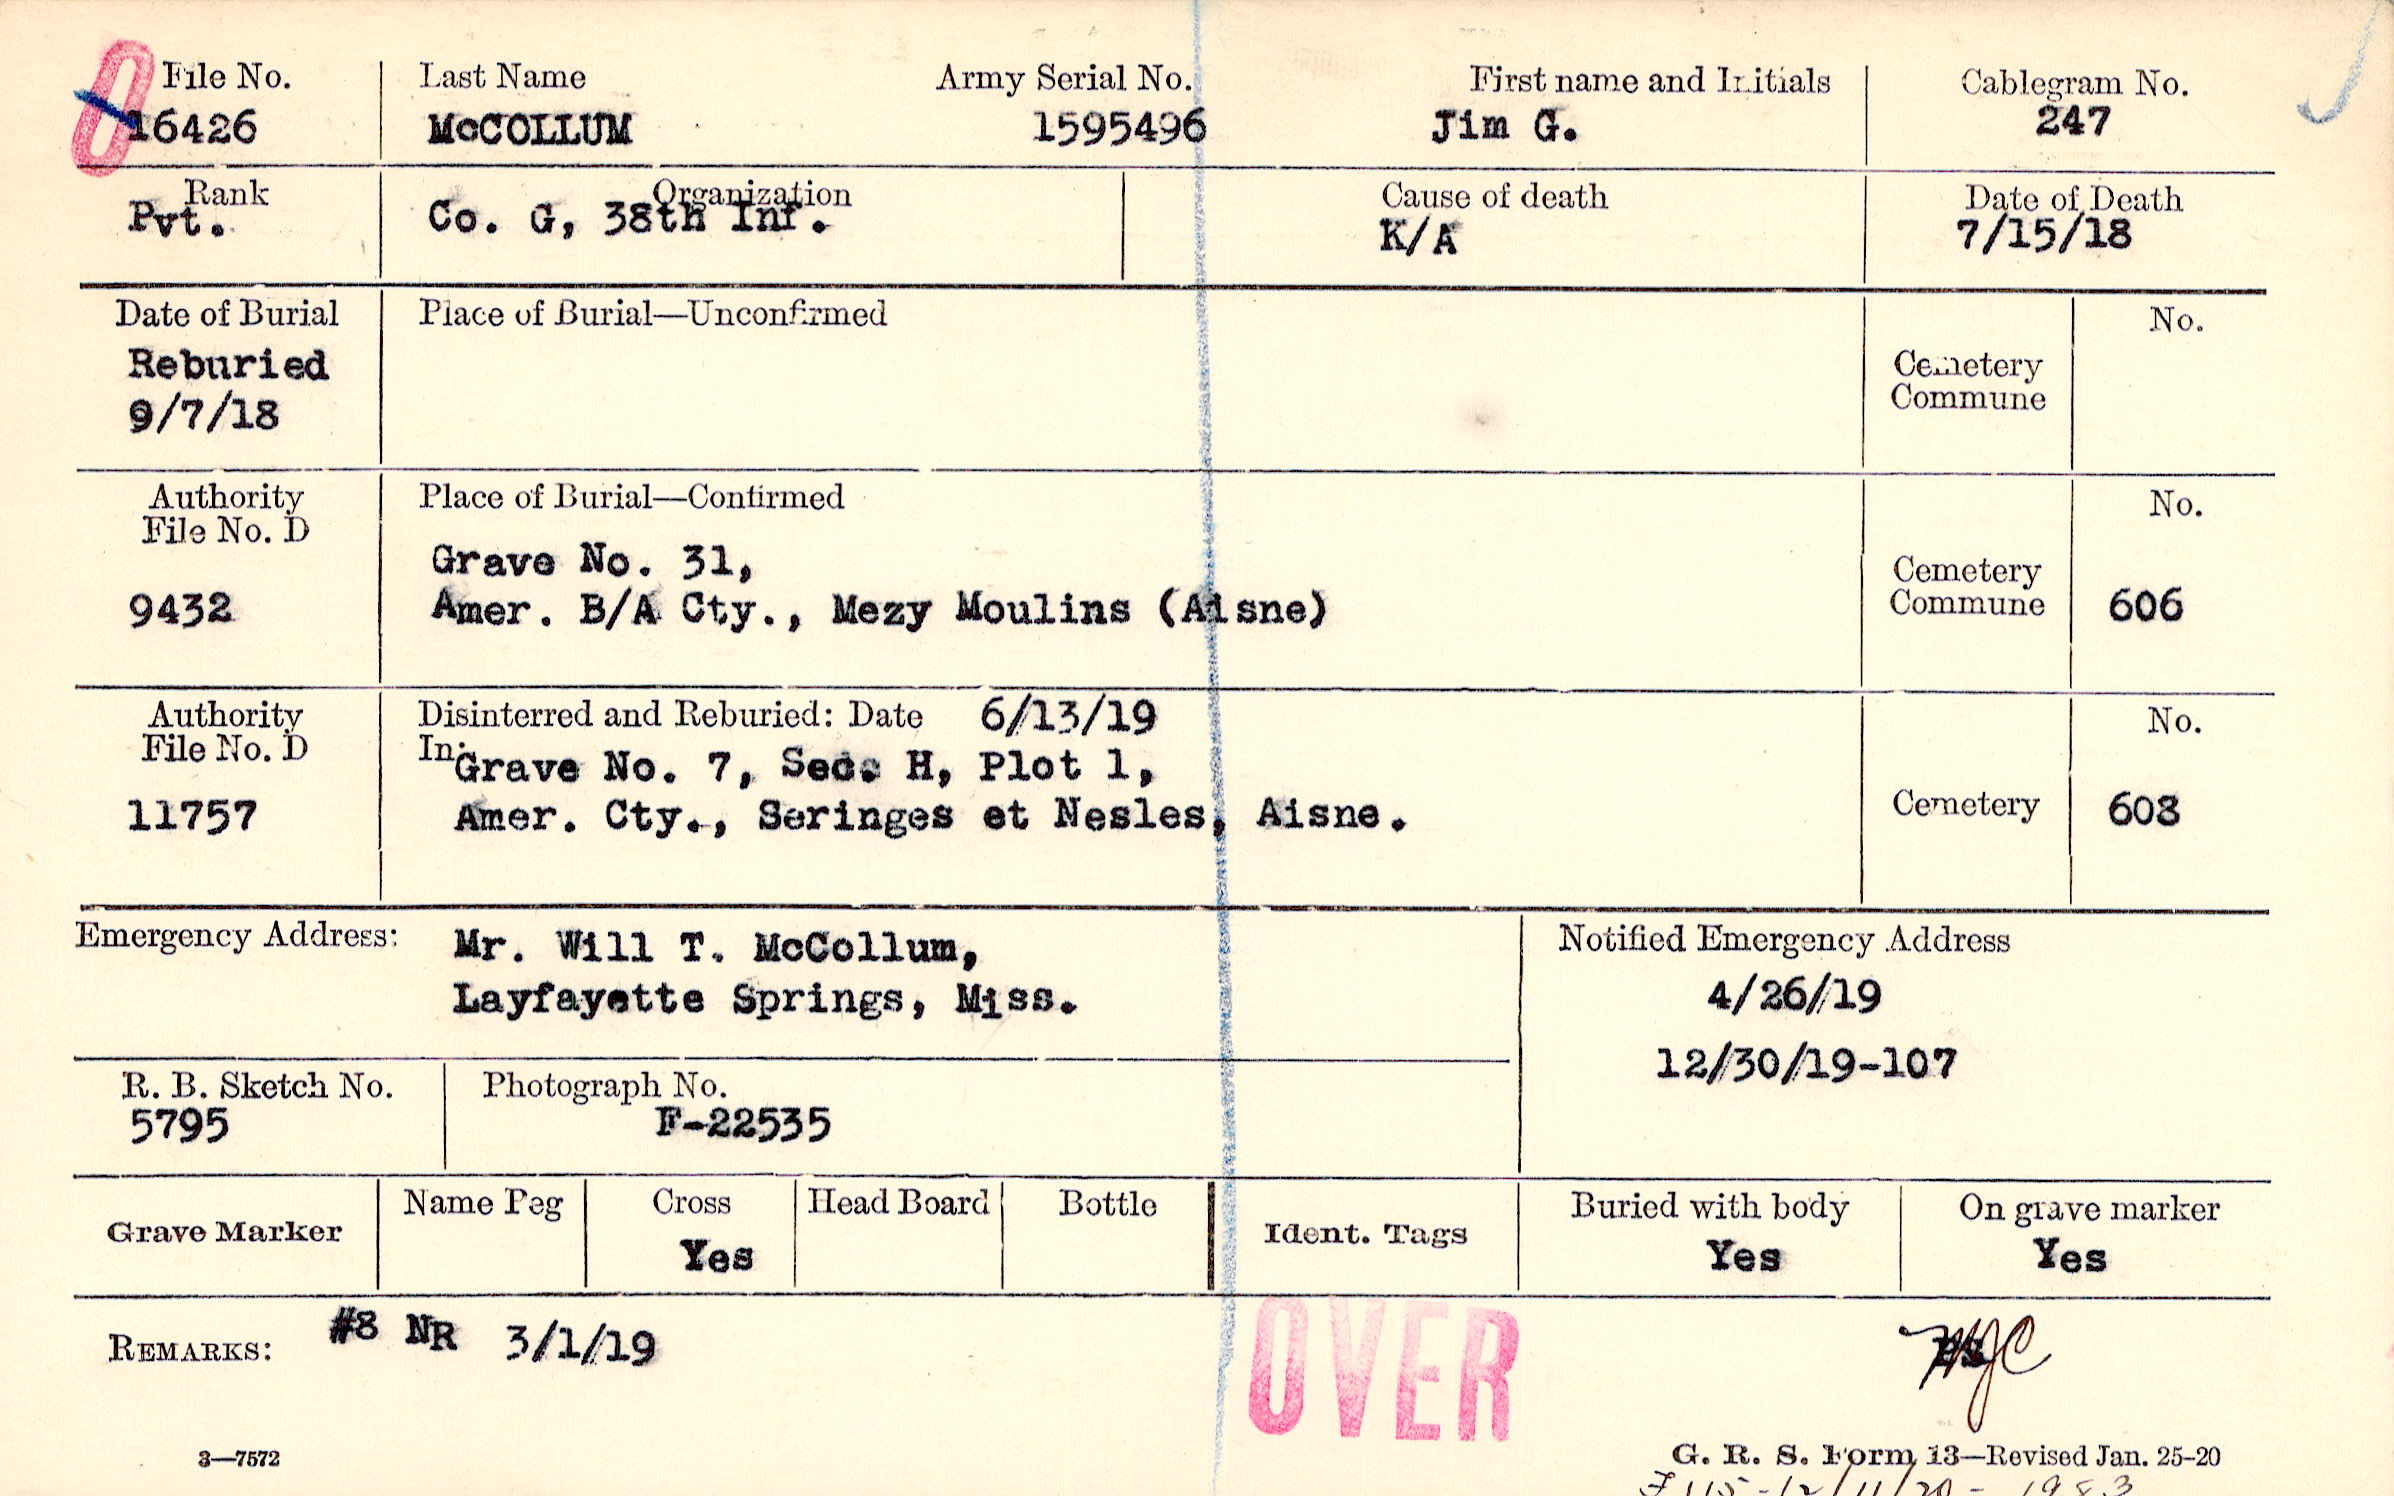 File No. Last Name Army Serial No. First name and Initials Cablegram No.
16426 McCOLLUM 1595496 Jim G. 247
Rank Organization Cause of death Date of Death
Pvt. Co. G, 38th Inf. K/A 7/15/18
Date of Burial Place of Burial—Unconfirmed No.
Reburied Cemetery
9/7/18 Commune
Authority Place of Burial—Confirmed No.
File No. D
Grave No. 31, Cemetery
9432 Amer. B/A Cty., Mezy Moulins (Aisne) Commune 606
Authority Disinterred and Reburied: Date 6/13/19 No.
File No. D In:
Grave No. 7, Sec. H, Plot 1,
11757 Amer. Cty., Seringes et Nesles, Aisne. Cemetery 608
Emergency Address: Mr. Will T. McCollum, Notified Emergency Address
Layfayette Springs, Miss. 4/26/19
12/30/19-107
R. B. Sketch No. Photograph No.
5795 F-22535
Grave Marker Name Peg Cross Head Board Bottle Ident. Tags Buried with body On grave marker
Yes Yes Yes
REMARKS: #8 NR 3/1/19
OVER
MJC
3—7572 G. R. S. Form 13—Revised Jan. 25-20